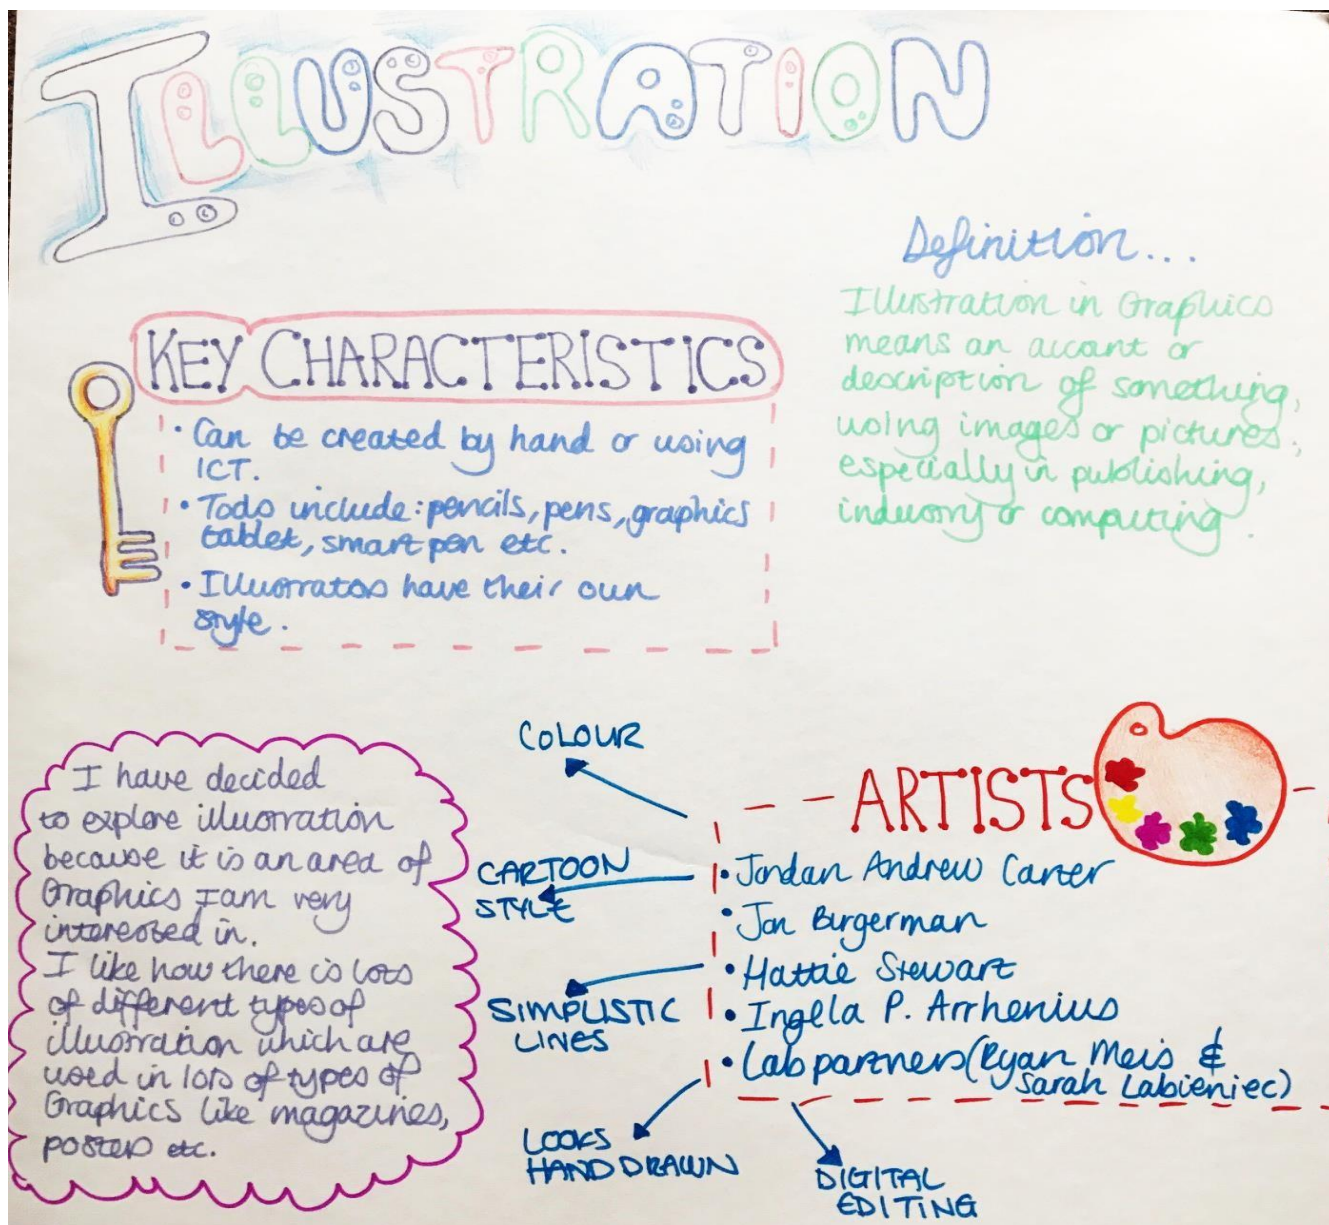 ILLUSTRATION
Definition...
Illustration in Graphics
means an accant or
description of something,
using images or pictures,
especially in publishing,
industry or computing.
KEY CHARACTERISTICS
• Can be created by hand or using
ICT.
• Tools include: pencils, pens, graphics
tablet, smart pen etc.
• Illustrators have their own
style.
I have decided
to explore illustration
because it is an area of
Graphics I am very
interested in.
I like how there is lots
of different types of
illustration which are
used in lots of types of
Graphics like magazines,
posters etc.
COLOUR
CARTOON
STYLE
SIMPLISTIC
LINES
LOOKS
HAND DRAWN
DIGITAL
EDITING
ARTISTS
• Jordan Andrew Carter
• Jon Burgerman
• Hattie Stewart
• Ingela P. Arrhenius
• Lab partners (Ryan Meis &
Sarah Labieniec)